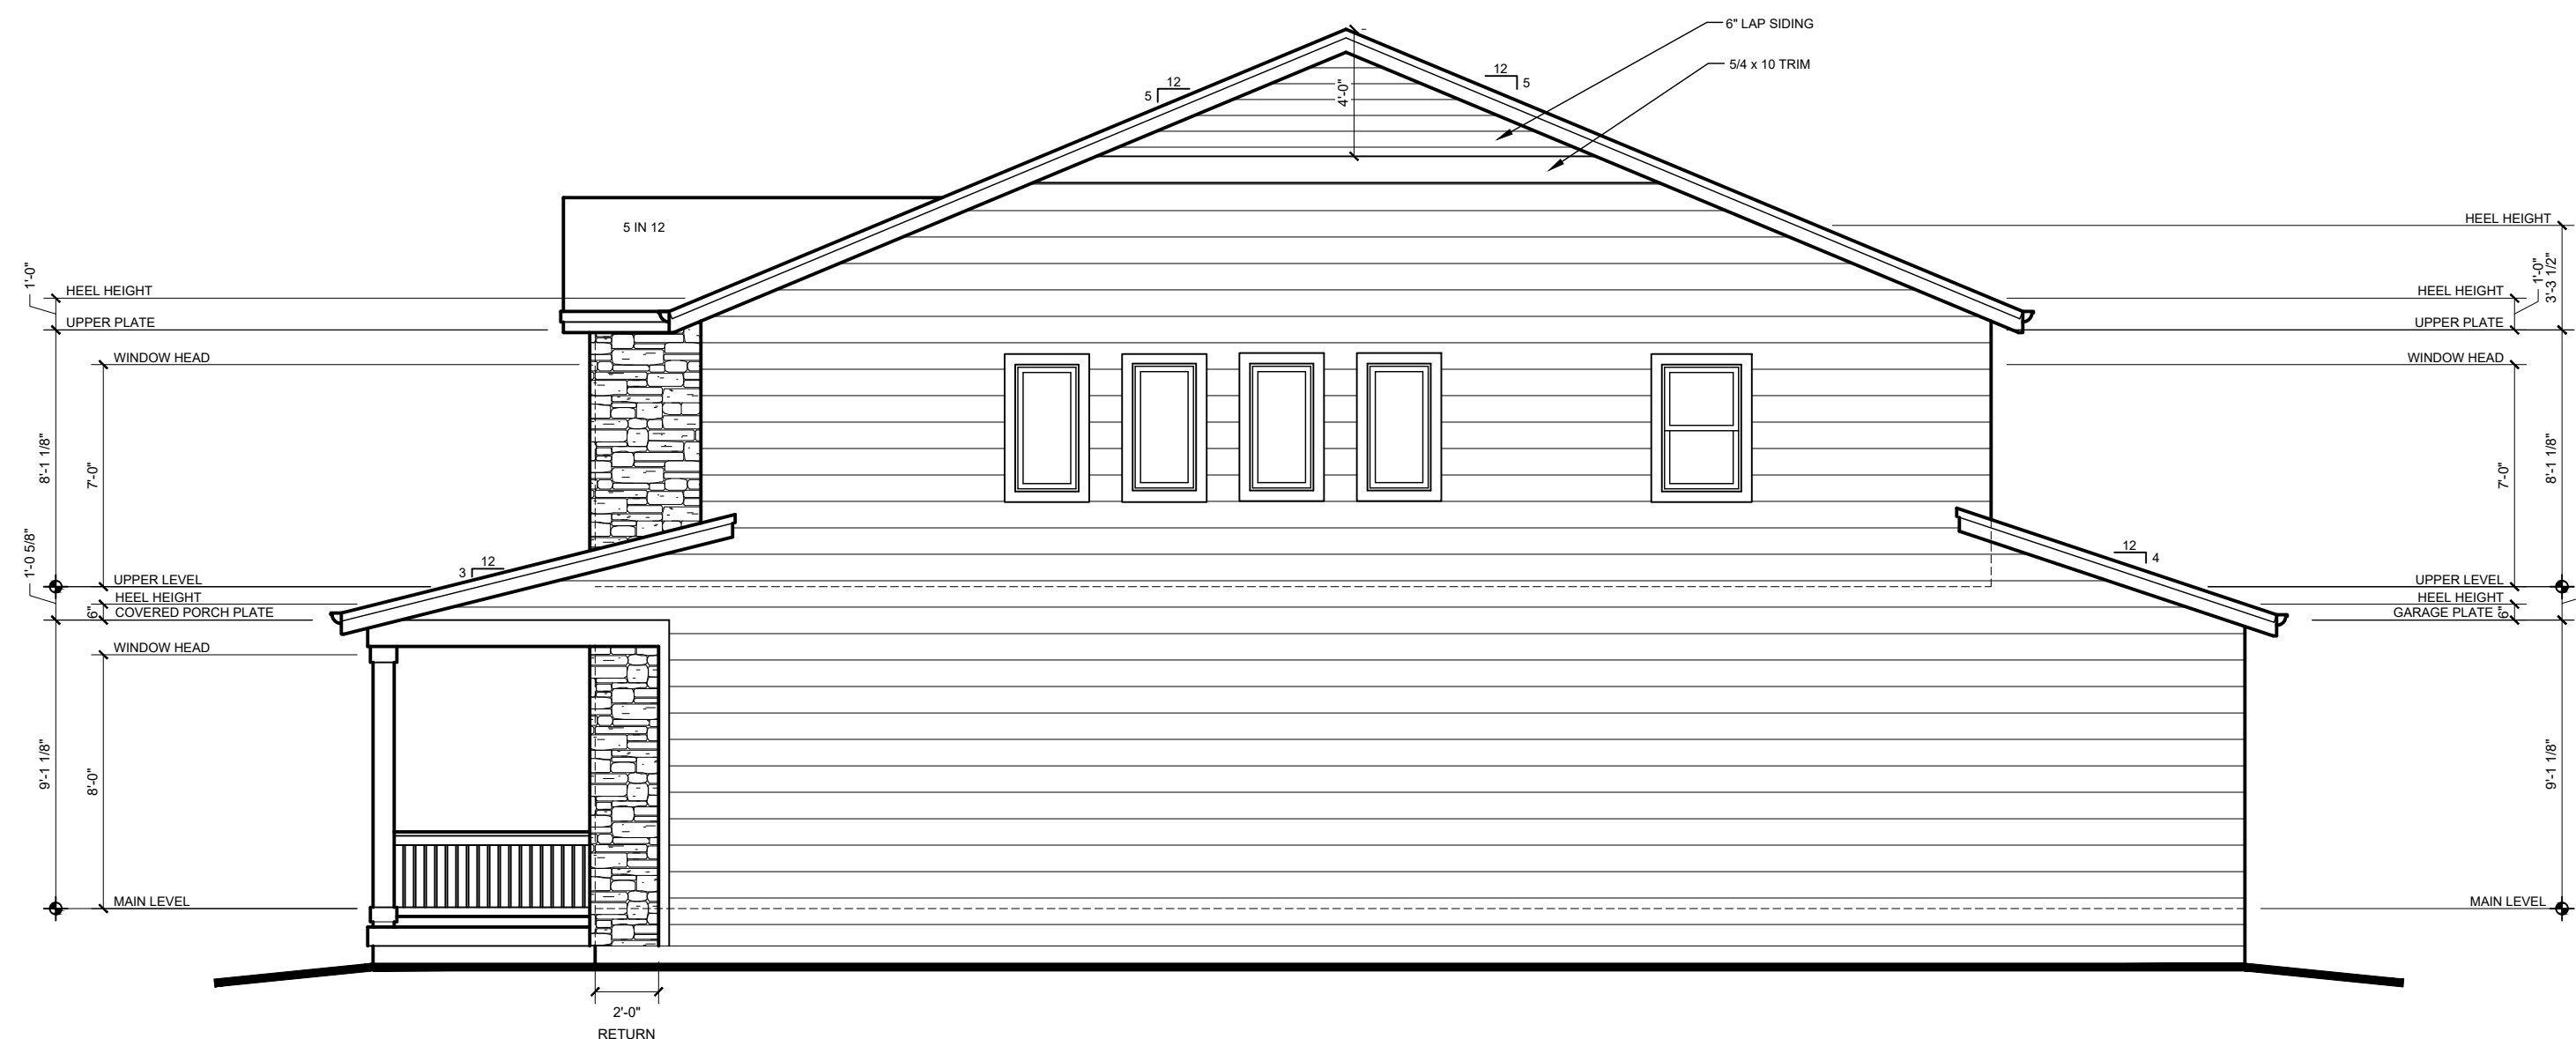 6" LAP SIDING
5/4 x 10 TRIM
12
5
12
5
4'-0"
5 IN 12
HEEL HEIGHT
1'-0"
HEEL HEIGHT
UPPER PLATE
WINDOW HEAD
8'-1 1/8"
7'-0"
1'-0 5/8"
UPPER LEVEL
HEEL HEIGHT
6"
COVERED PORCH PLATE
WINDOW HEAD
9'-1 1/8"
8'-0"
MAIN LEVEL
12
3
12
4
HEEL HEIGHT
1'-0"
3'-3 1/2"
UPPER PLATE
WINDOW HEAD
7'-0"
8'-1 1/8"
UPPER LEVEL
HEEL HEIGHT
GARAGE PLATE
6"
9'-1 1/8"
MAIN LEVEL
2'-0"
RETURN